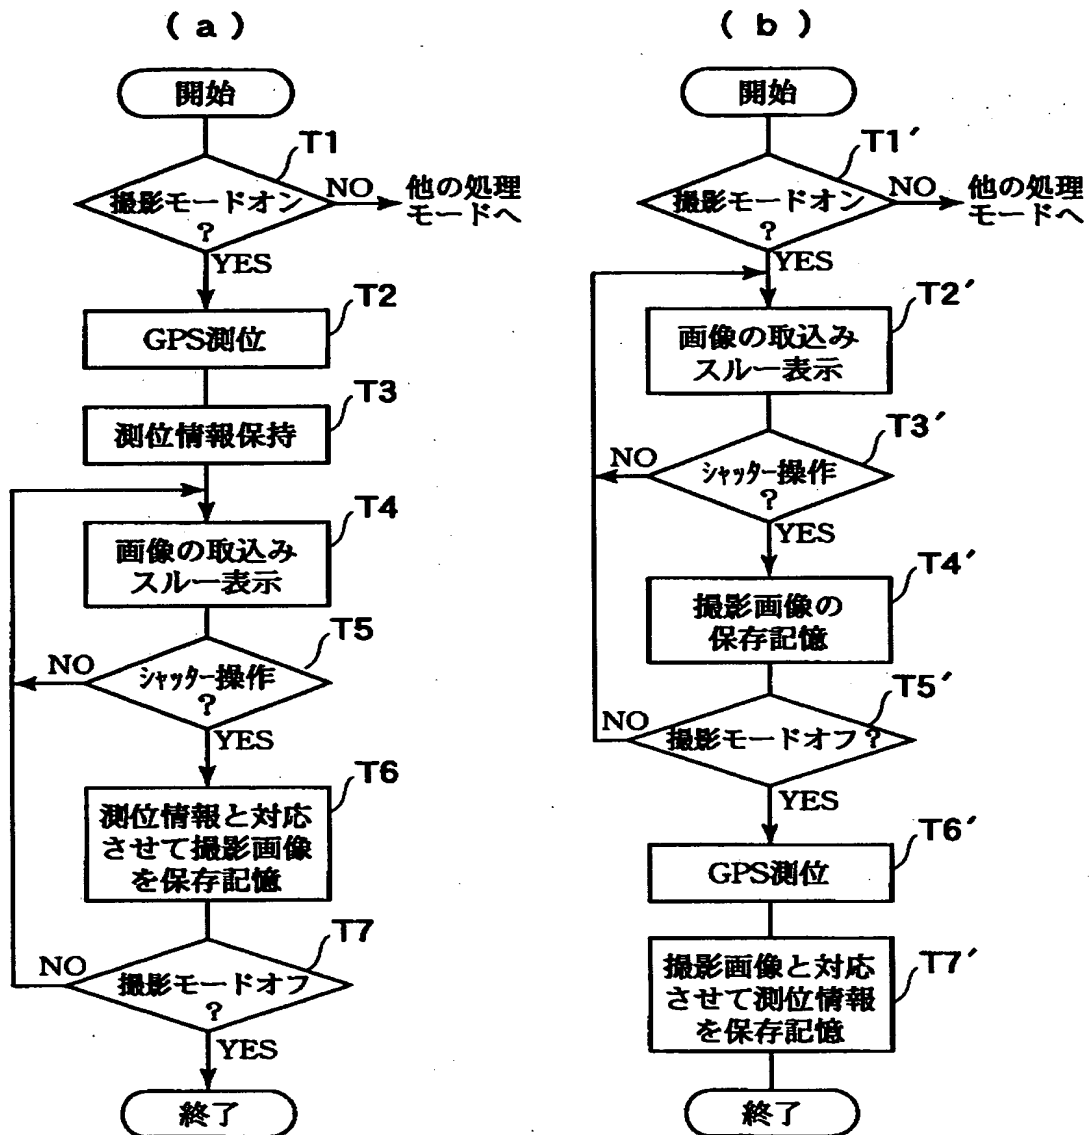 (a)
開始
T1
撮影モードオン
?
NO
他の処理
モードへ
YES
T2
GPS測位
T3
測位情報保持
T4
画像の取込み
スルー表示
T5
NO
シャッター操作
?
YES
T6
測位情報と対応
させて撮影画像
を保存記憶
T7
NO
撮影モードオフ
?
YES
終了
(b)
開始
T1′
撮影モードオン
?
NO
他の処理
モードへ
YES
T2′
画像の取込み
スルー表示
T3′
NO
シャッター操作
?
YES
T4′
撮影画像の
保存記憶
T5′
NO
撮影モードオフ?
YES
T6′
GPS測位
T7′
撮影画像と対応
させて測位情報
を保存記憶
終了